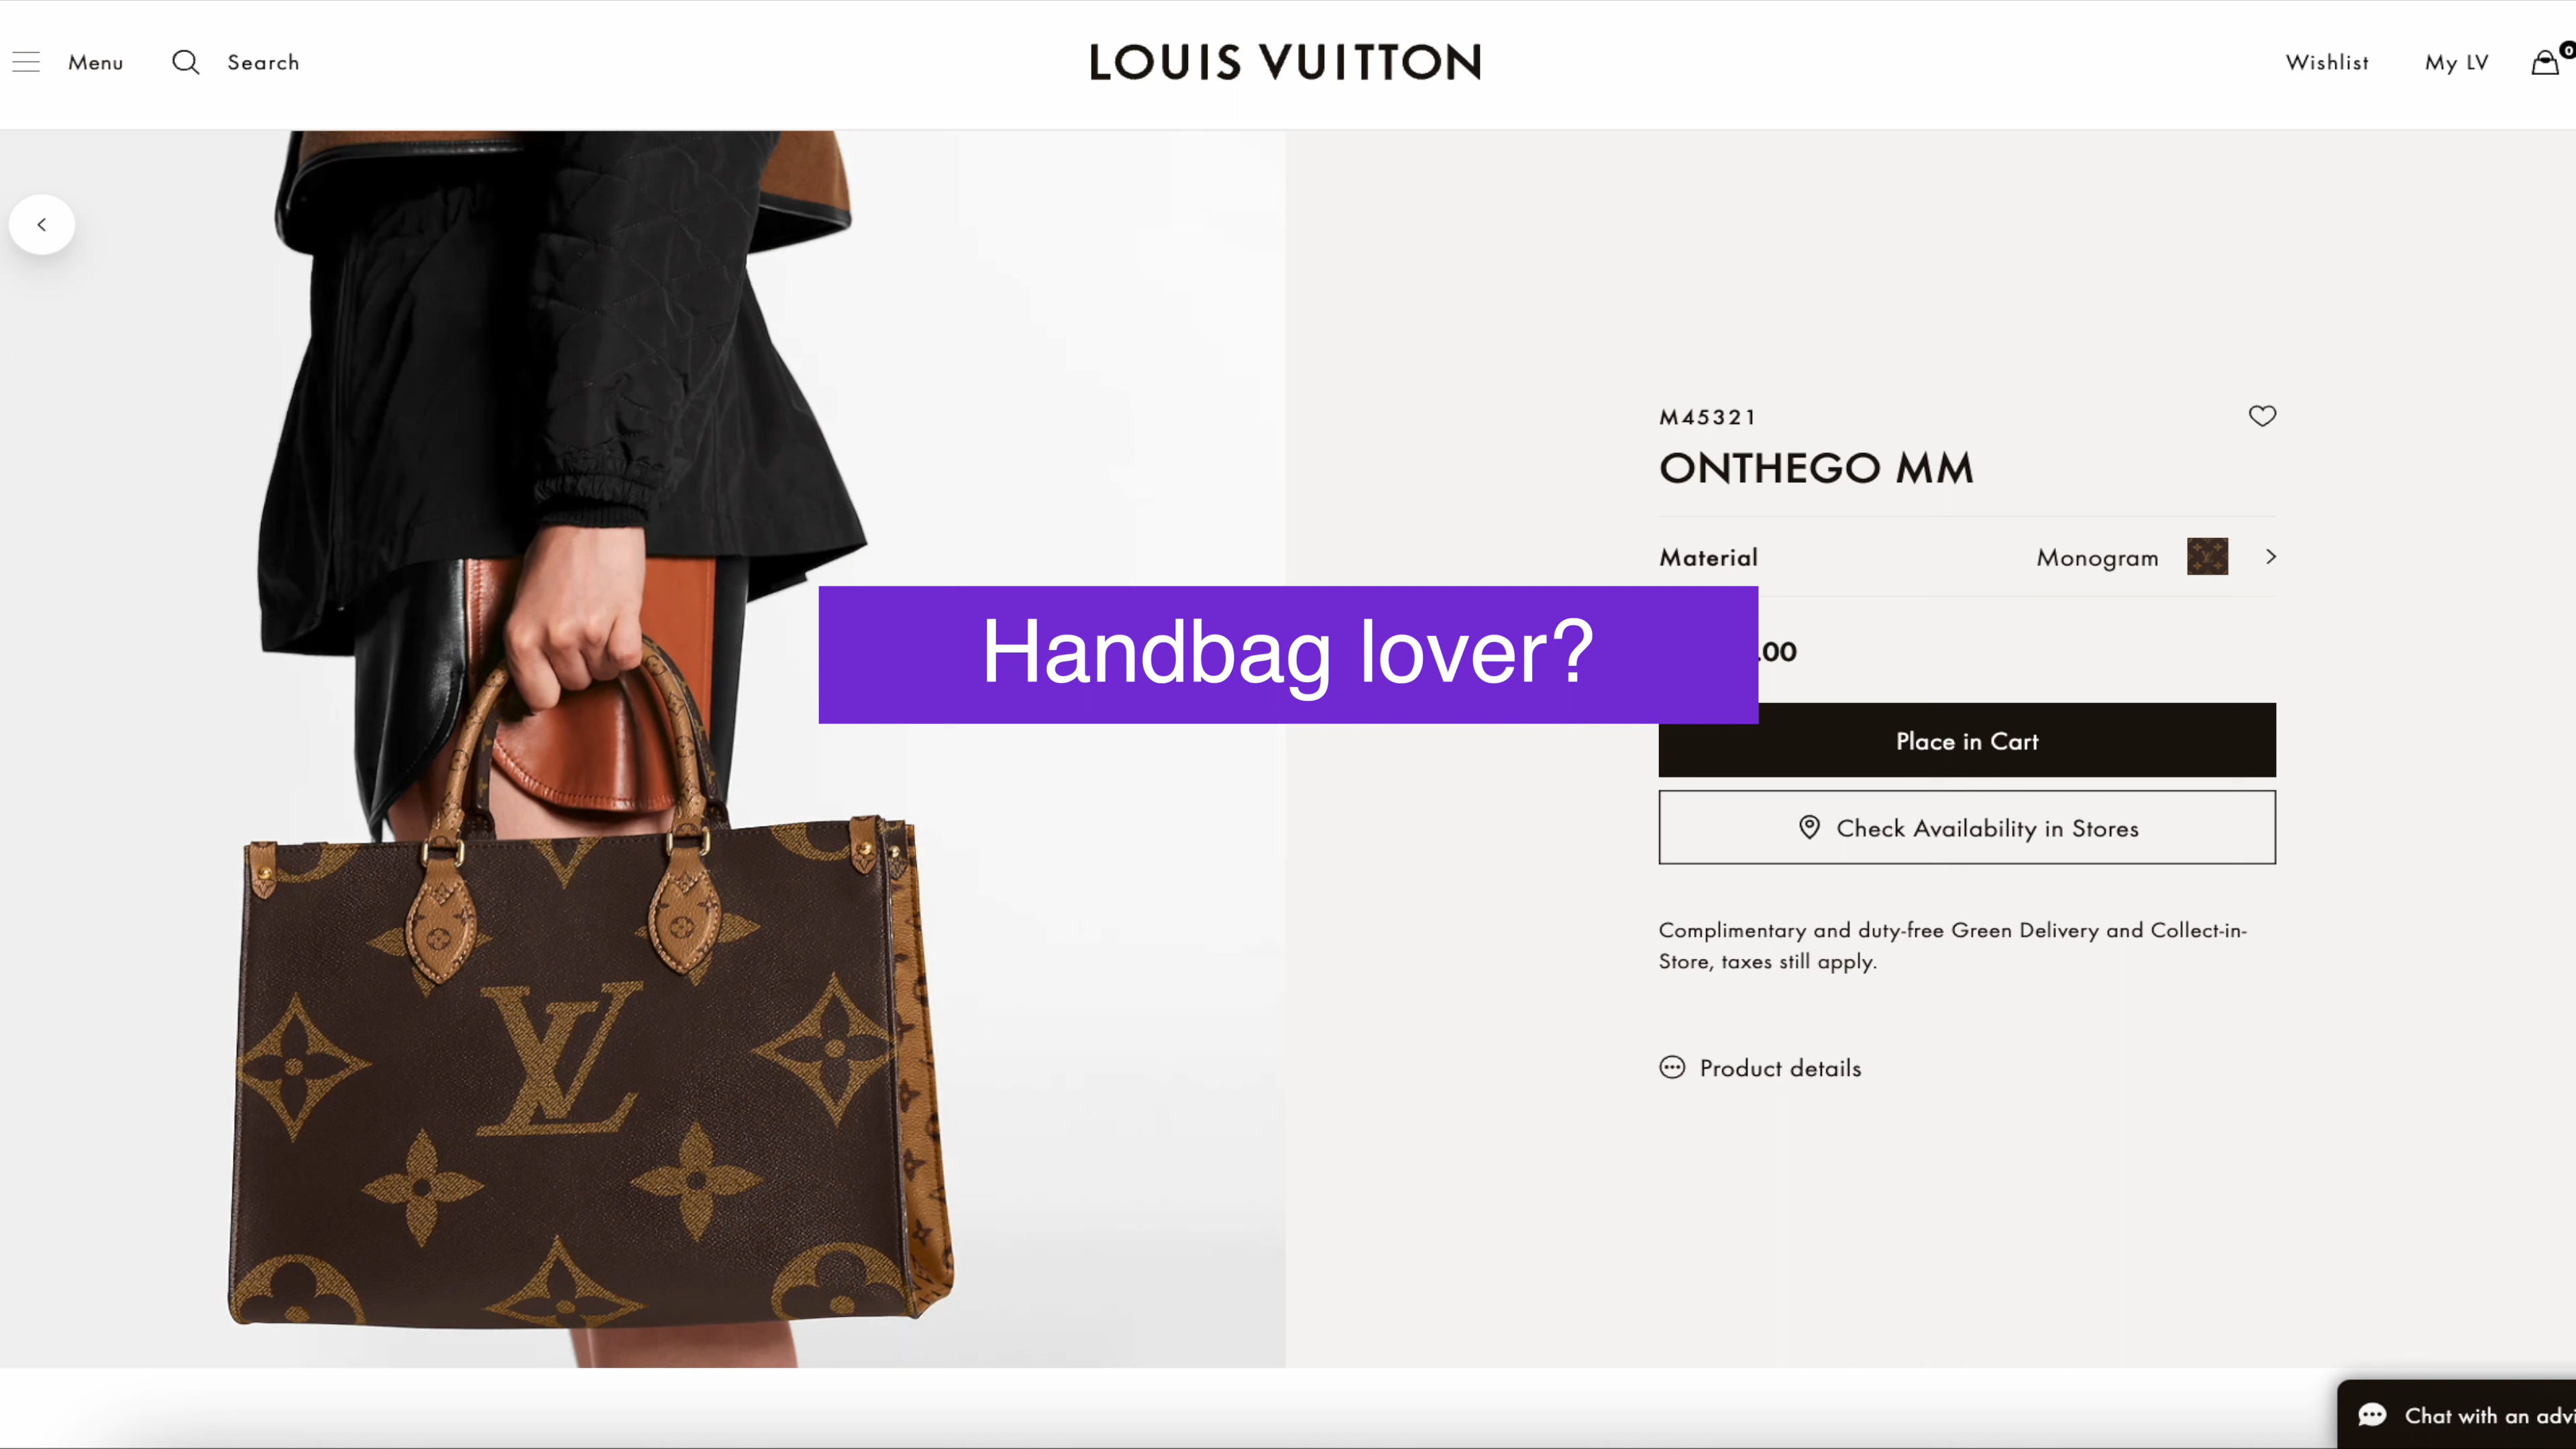 Menu
Search
LOUIS VUITTON
Wishlist
My LV
0
M45321
ONTHEGO MM
Material
Monogram
Handbag lover?
.00
Place in Cart
Check Availability in Stores
Complimentary and duty-free Green Delivery and Collect-in-
Store, taxes still apply.
Product details
LV
Chat with an